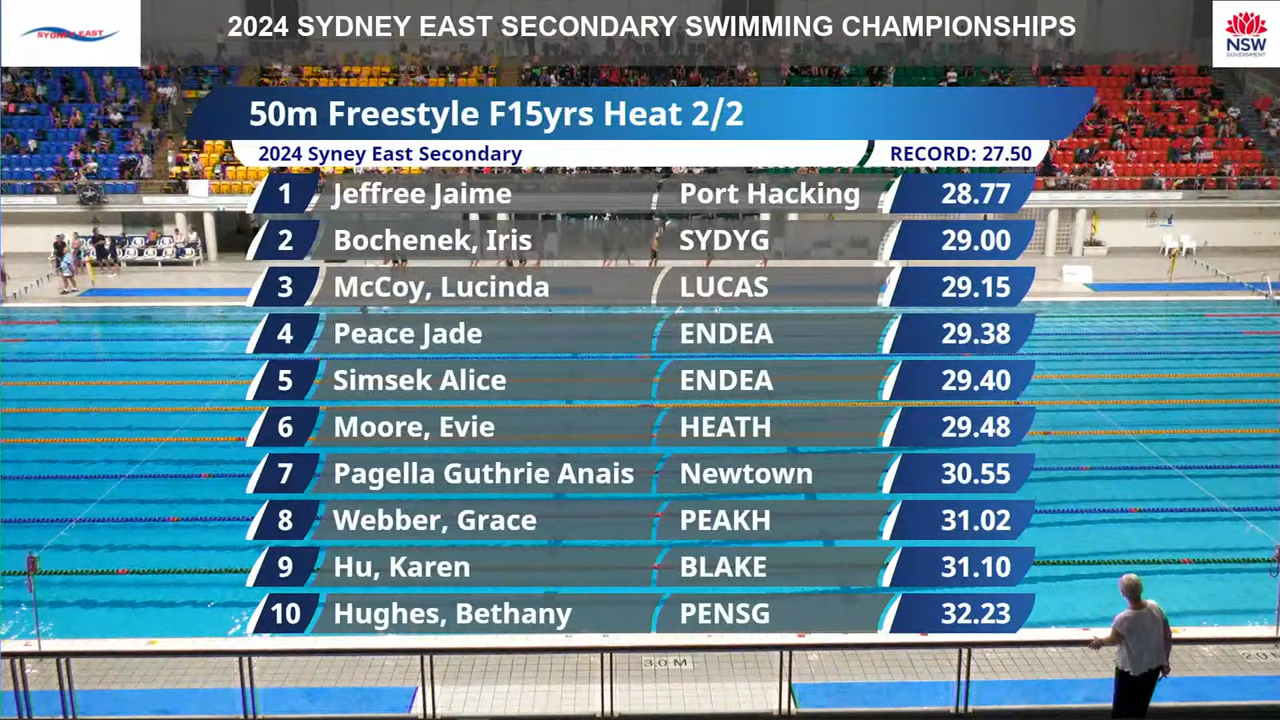 2024 SYDNEY EAST SECONDARY SWIMMING CHAMPIONSHIPS
SYDNEY EAST
NSW
GOVERNMENT
50m Freestyle F15yrs Heat 2/2
2024 Syney East Secondary RECORD: 27.50
1 Jeffree Jaime Port Hacking 28.77
2 Bochenek, Iris SYDYG 29.00
3 McCoy, Lucinda LUCAS 29.15
4 Peace Jade ENDEA 29.38
5 Simsek Alice ENDEA 29.40
6 Moore, Evie HEATH 29.48
7 Pagella Guthrie Anais Newtown 30.55
8 Webber, Grace PEAKH 31.02
9 Hu, Karen BLAKE 31.10
10 Hughes, Bethany PENSG 32.23
30M